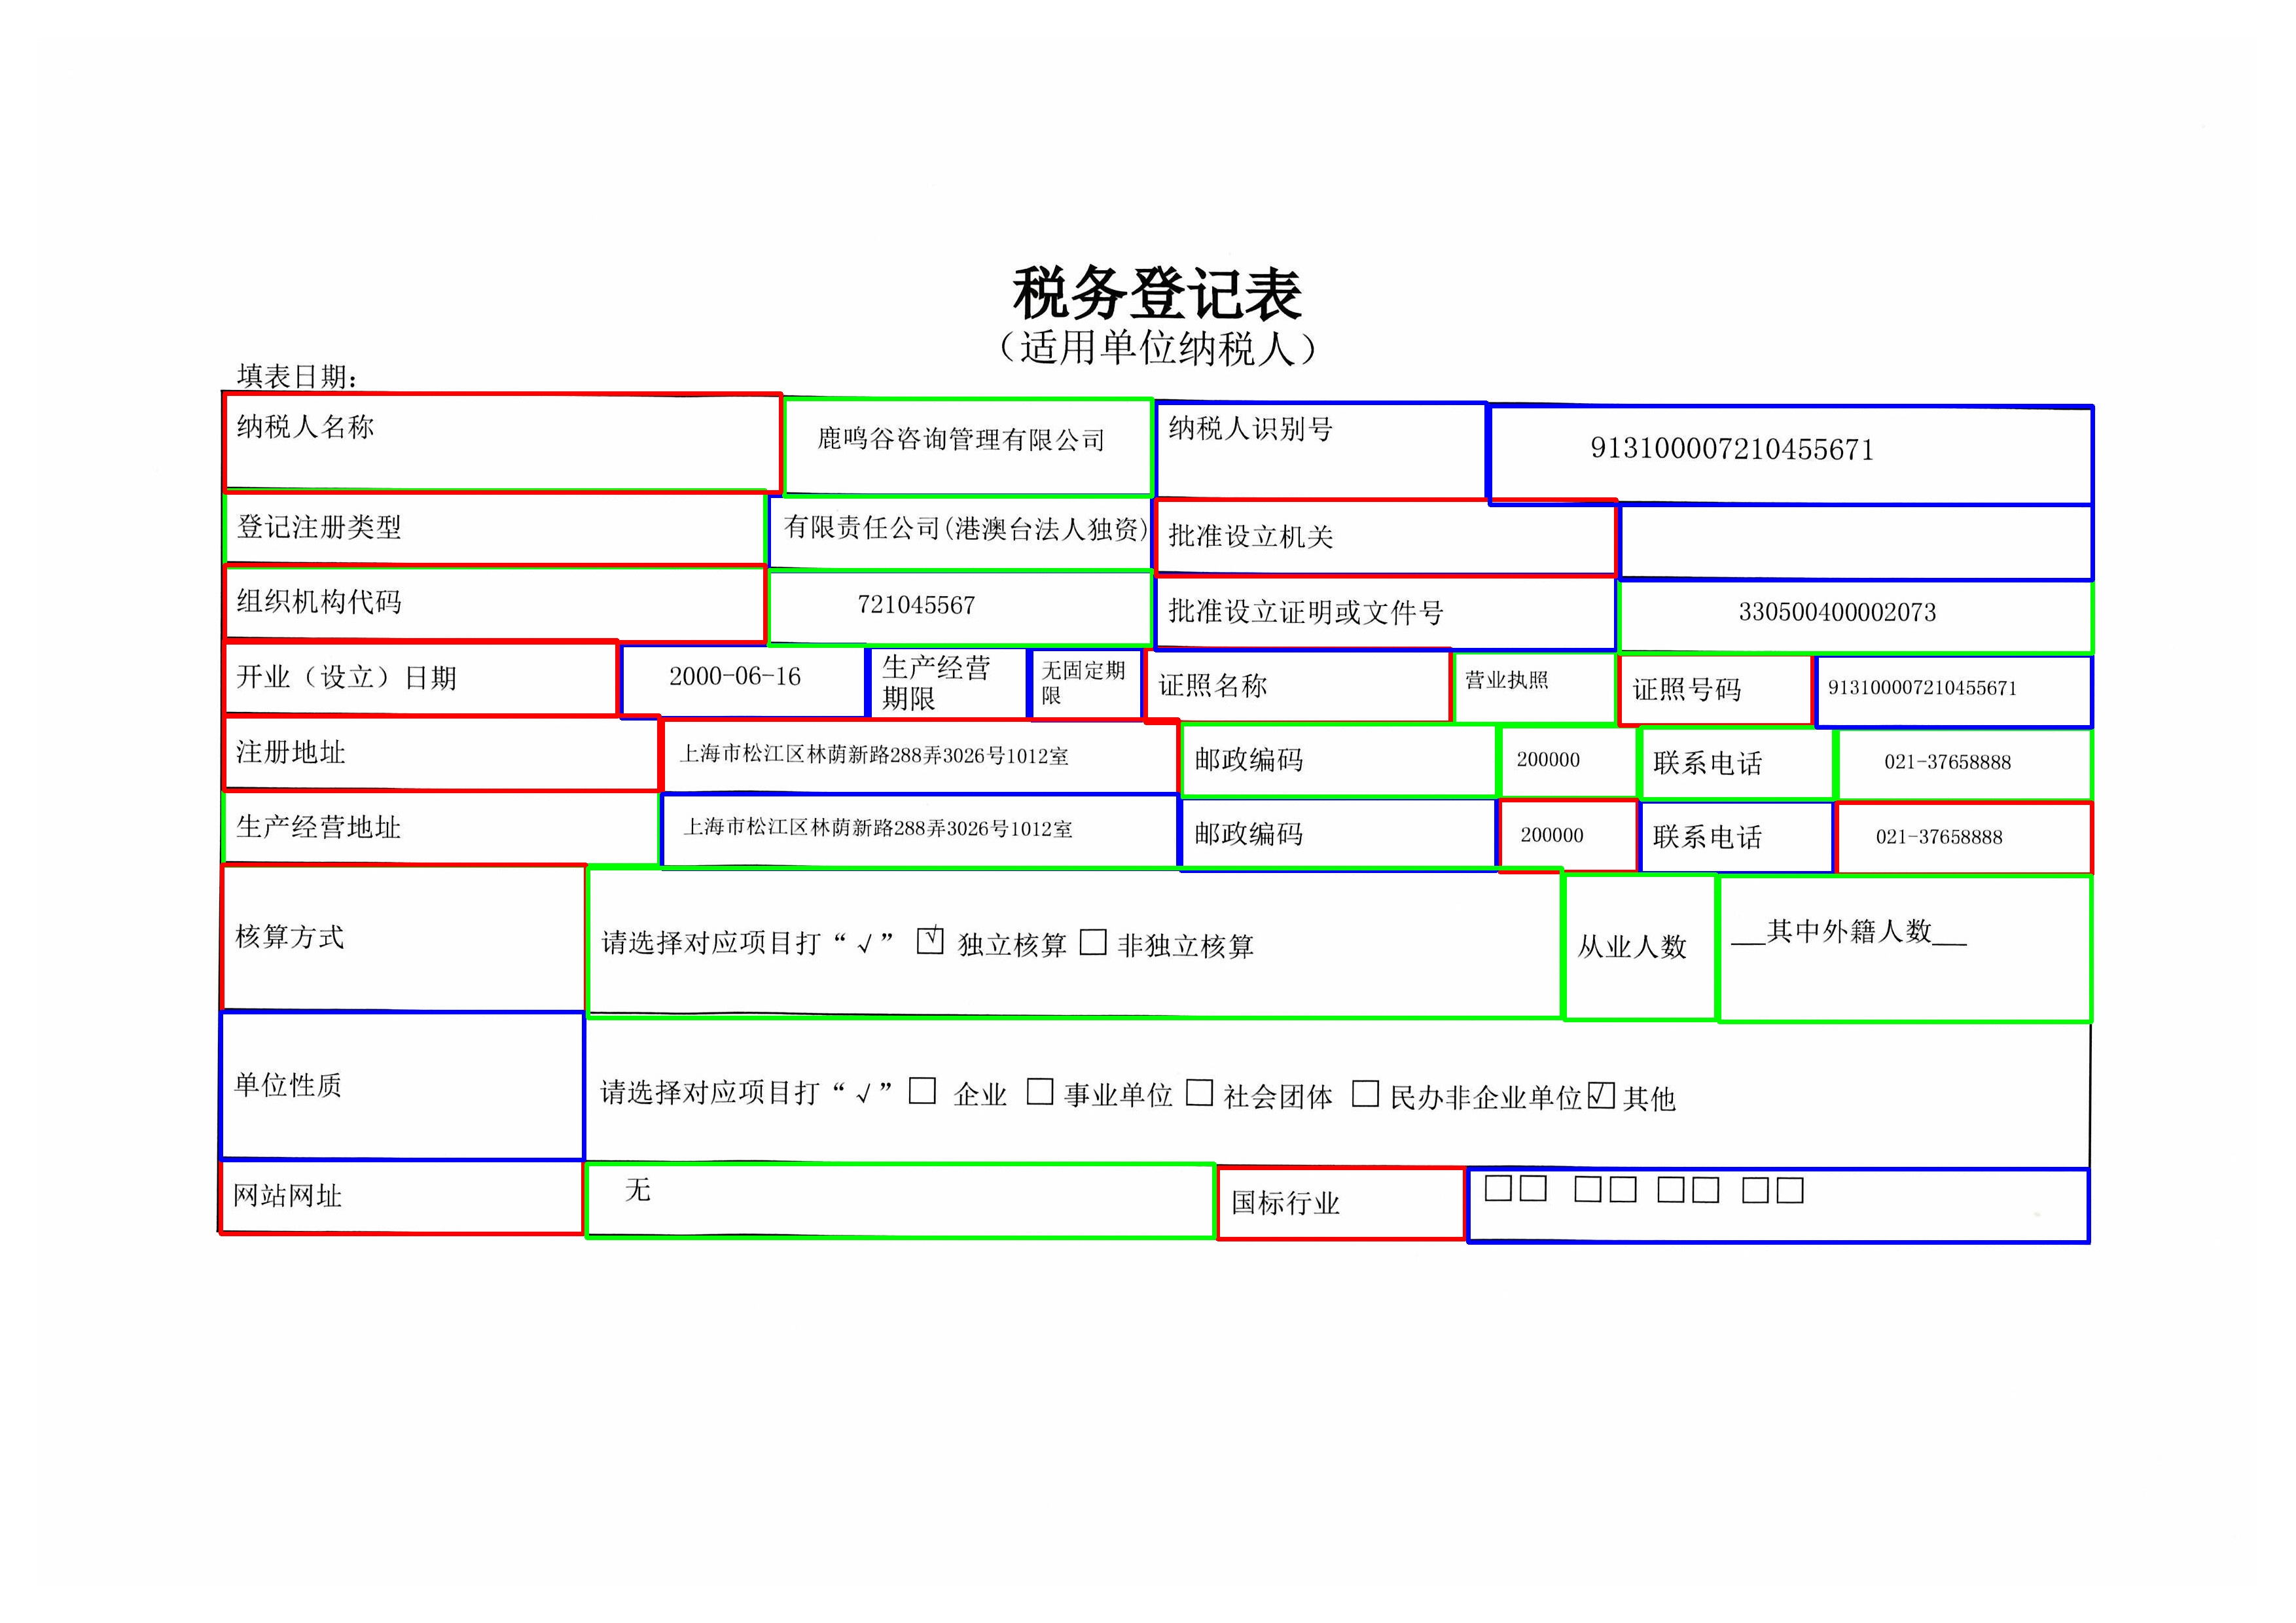 税务登记表
（适用单位纳税人）
填表日期：
纳税人名称 鹿鸣谷咨询管理有限公司 纳税人识别号 913100007210455671
登记注册类型 有限责任公司(港澳台法人独资) 批准设立机关
组织机构代码 721045567 批准设立证明或文件号 330500400002073
开业（设立）日期 2000-06-16 生产经营期限 无固定期限 证照名称 营业执照 证照号码 913100007210455671
注册地址 上海市松江区林荫新路288弄3026号1012室 邮政编码 200000 联系电话 021-37658888
生产经营地址 上海市松江区林荫新路288弄3026号1012室 邮政编码 200000 联系电话 021-37658888
核算方式 请选择对应项目打“√” ☑ 独立核算 □ 非独立核算 从业人数 __其中外籍人数__
单位性质 请选择对应项目打“√” □ 企业 □ 事业单位 □ 社会团体 □ 民办非企业单位 ☑ 其他
网站网址 无 国标行业 □□ □□ □□ □□